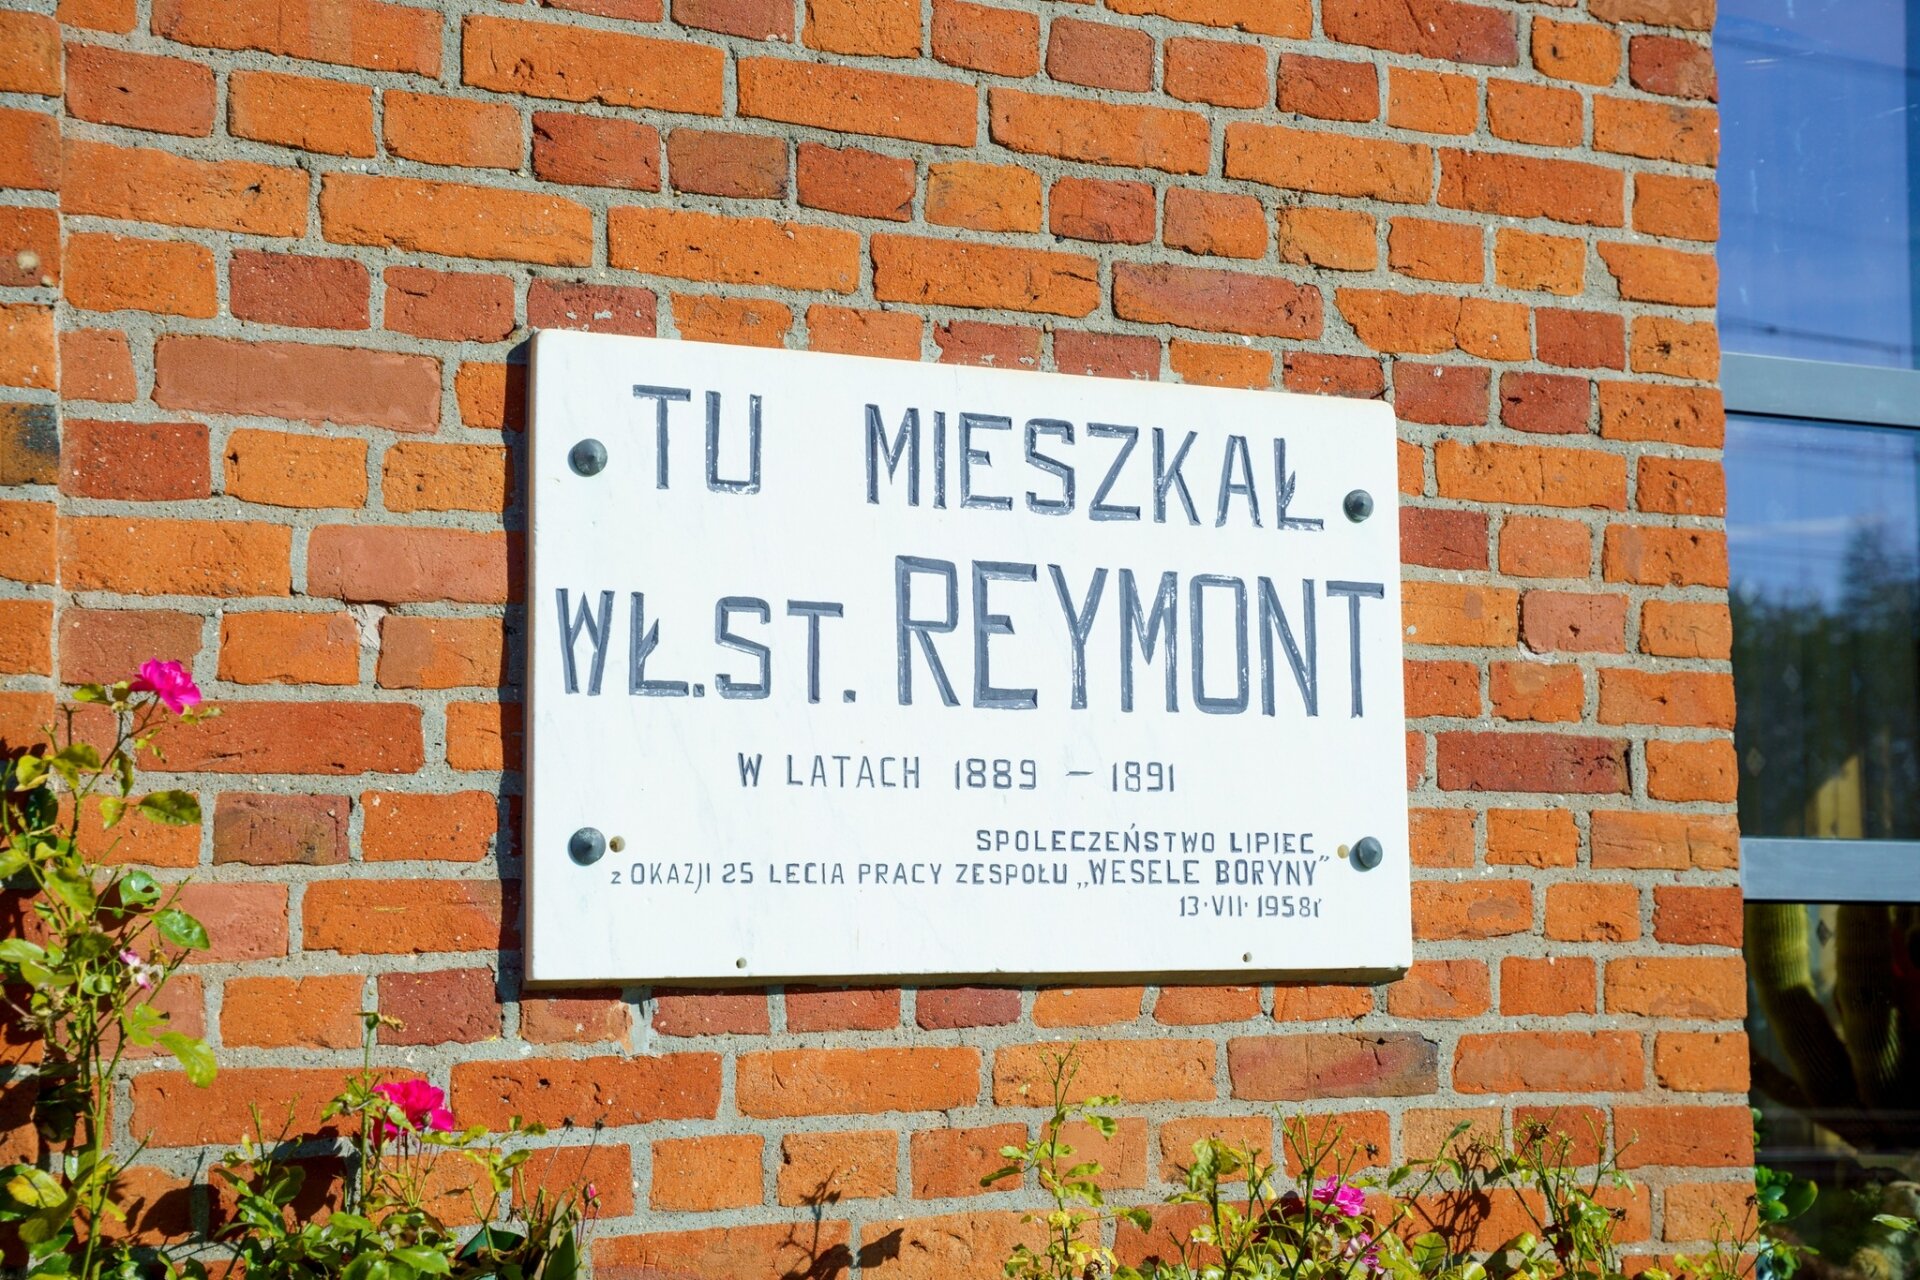 TU MIESZKAŁ
WŁ.ST. REYMONT
W LATACH 1889 – 1891
SPOŁECZEŃSTWO LIPIEC
z OKAZJI 25 LECIA PRACY ZESPOŁU „WESELE BORYNY”
13·VII· 1958r